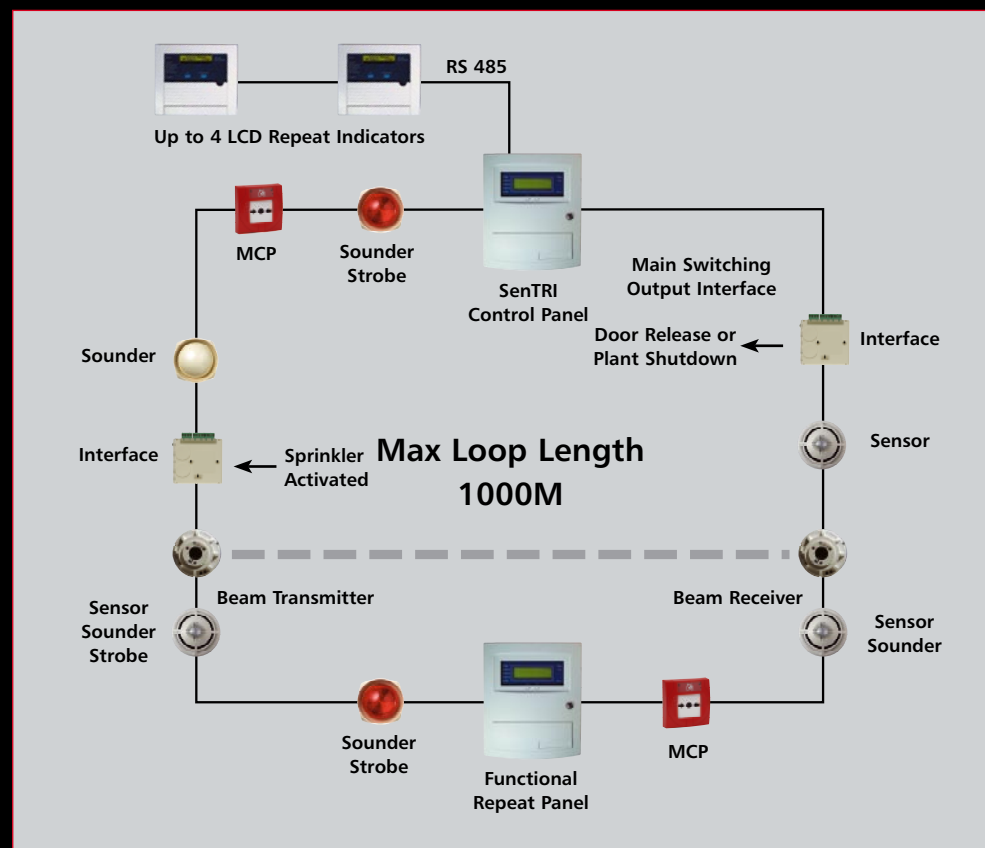 RS 485
Up to 4 LCD Repeat Indicators
MCP
Sounder
Strobe
SenTRI
Control Panel
Main Switching
Output Interface
Door Release or
Plant Shutdown
Interface
Sounder
Sensor
Interface
Sprinkler
Activated
Max Loop Length
1000M
Beam Transmitter
Beam Receiver
Sensor
Sounder
Strobe
Sensor
Sounder
Sounder
Strobe
Functional
Repeat Panel
MCP